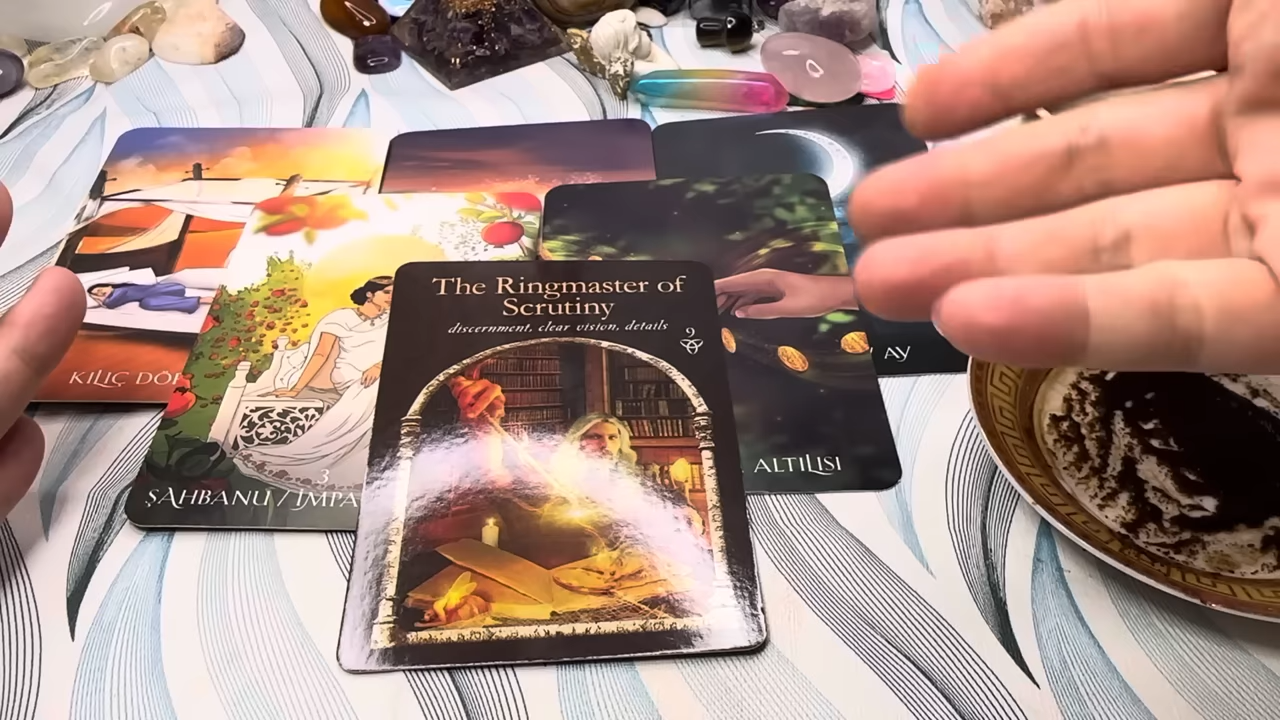 The Ringmaster of
Scrutiny
discernment, clear vision, details
9
KILIÇ DÖR
3
ŞAHBANU / İMPA
ALTILISI
AY